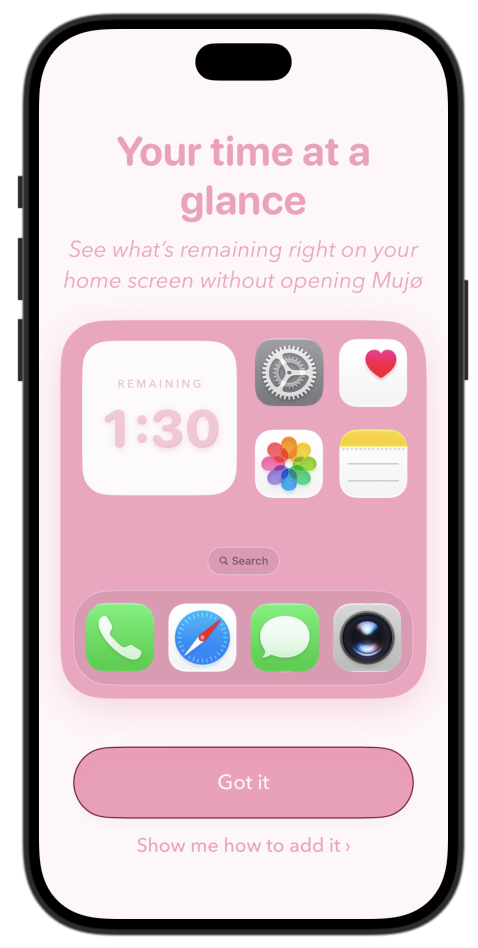 Your time at a
glance
See what’s remaining right on your
home screen without opening Mujø
REMAINING
1:30
Search
Got it
Show me how to add it ›